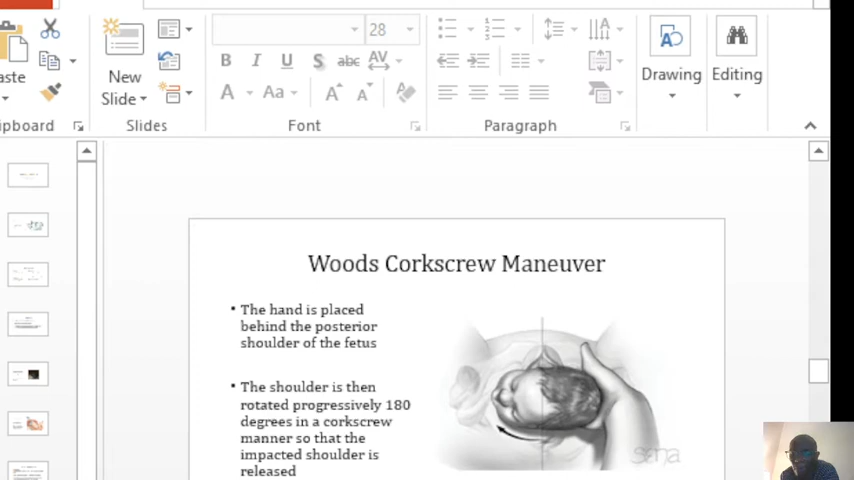 28
B I U S abc AV
Aa A A
aste
New
Slide
Drawing
Editing
ipboard
Slides
Font
Paragraph
Woods Corkscrew Maneuver
• The hand is placed
behind the posterior
shoulder of the fetus
• The shoulder is then
rotated progressively 180
degrees in a corkscrew
manner so that the
impacted shoulder is
released